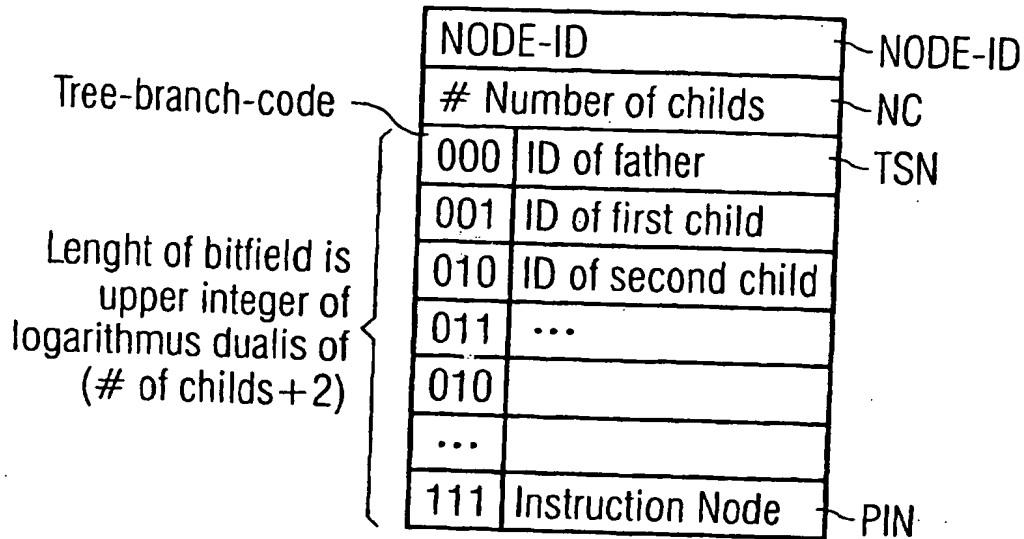 NODE-ID
NODE-ID
# Number of childs
NC
Tree-branch-code
000 ID of father
TSN
001 ID of first child
010 ID of second child
011 ...
010
...
111 Instruction Node
PIN
Lenght of bitfield is
upper integer of
logarithmus dualis of
(# of childs+2)